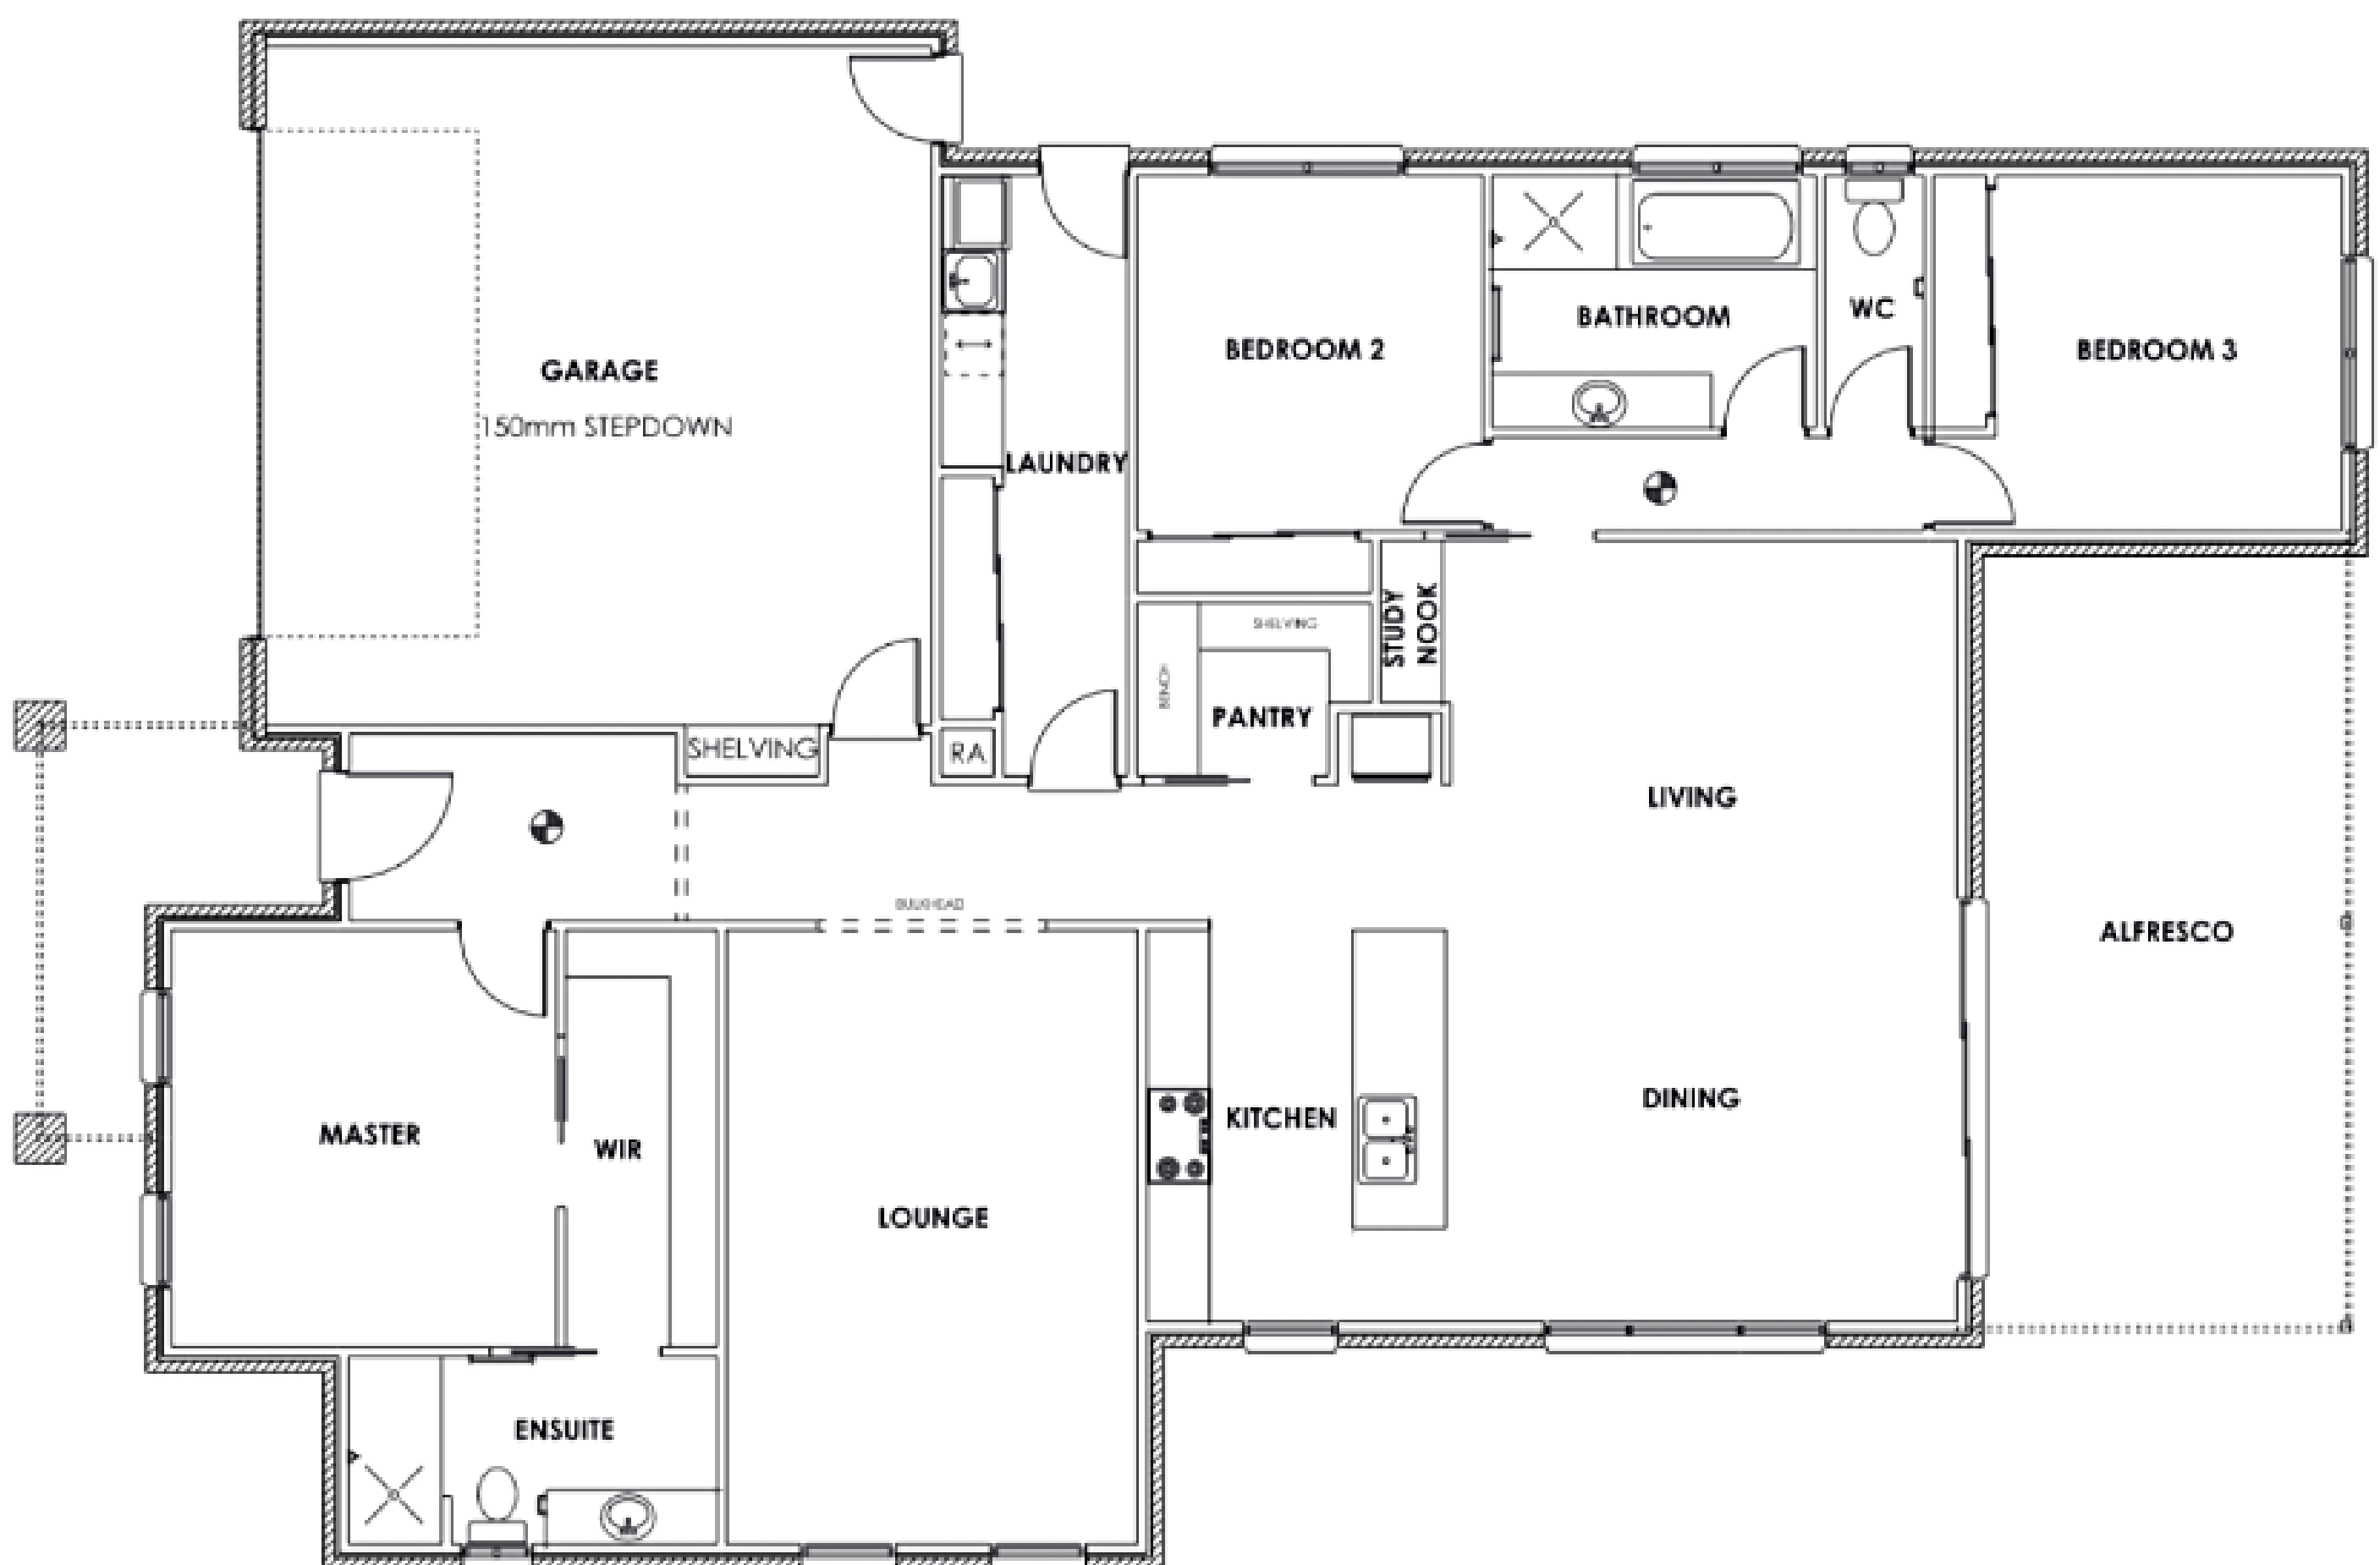 GARAGE
150mm STEPDOWN
LAUNDRY
BEDROOM 2
BATHROOM
WC
BEDROOM 3
STUDY
NOOK
SHELVING
BENCH
PANTRY
SHELVING
RA
LIVING
BULKHEAD
ALFRESCO
MASTER
WIR
LOUNGE
KITCHEN
DINING
ENSUITE